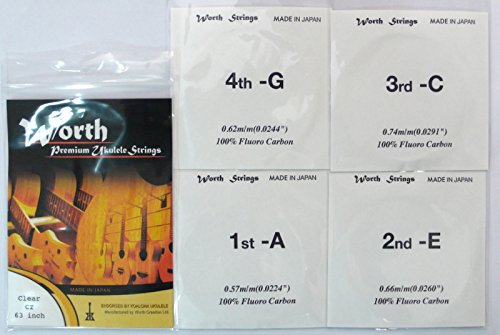 Worth
Premium Ukulele Strings
MADE IN JAPAN
Clear
CZ
63 inch
ENDORSED BY KOALOHA UKULELE
Manufactured by Worth Creation Ltd
Worth Strings MADE IN JAPAN
4th -G
0.62m/m(0.0244")
100% Fluoro Carbon
Worth Strings MADE IN JAPAN
3rd -C
0.74m/m(0.0291")
100% Fluoro Carbon
Worth Strings MADE IN JAPAN
1st -A
0.57m/m(0.0224")
100% Fluoro Carbon
Worth Strings MADE IN JAPAN
2nd -E
0.66m/m(0.0260")
100% Fluoro Carbon